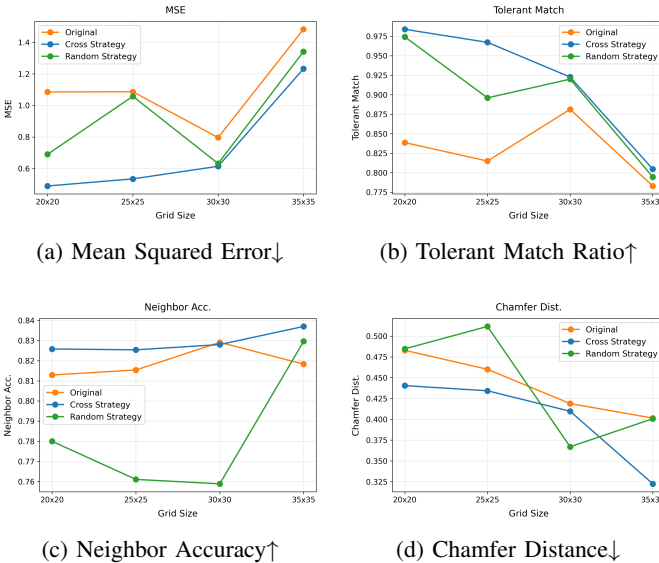 MSE
Original
Cross Strategy
Random Strategy
1.4
1.2
1.0
0.8
0.6
MSE
20x20 25x25 30x30 35x35
Grid Size
(a) Mean Squared Error↓
Tolerant Match
Original
Cross Strategy
Random Strategy
0.975
0.950
0.925
0.900
0.875
0.850
0.825
0.800
0.775
Tolerant Match
20x20 25x25 30x30 35x35
Grid Size
(b) Tolerant Match Ratio↑
Neighbor Acc.
0.84
0.83
0.82
0.81
0.80
0.79
0.78
0.77
0.76
Neighbor Acc.
Original
Cross Strategy
Random Strategy
20x20 25x25 30x30 35x35
Grid Size
(c) Neighbor Accuracy↑
Chamfer Dist.
Original
Cross Strategy
Random Strategy
0.500
0.475
0.450
0.425
0.400
0.375
0.350
0.325
Chamfer Dist.
20x20 25x25 30x30 35x35
Grid Size
(d) Chamfer Distance↓